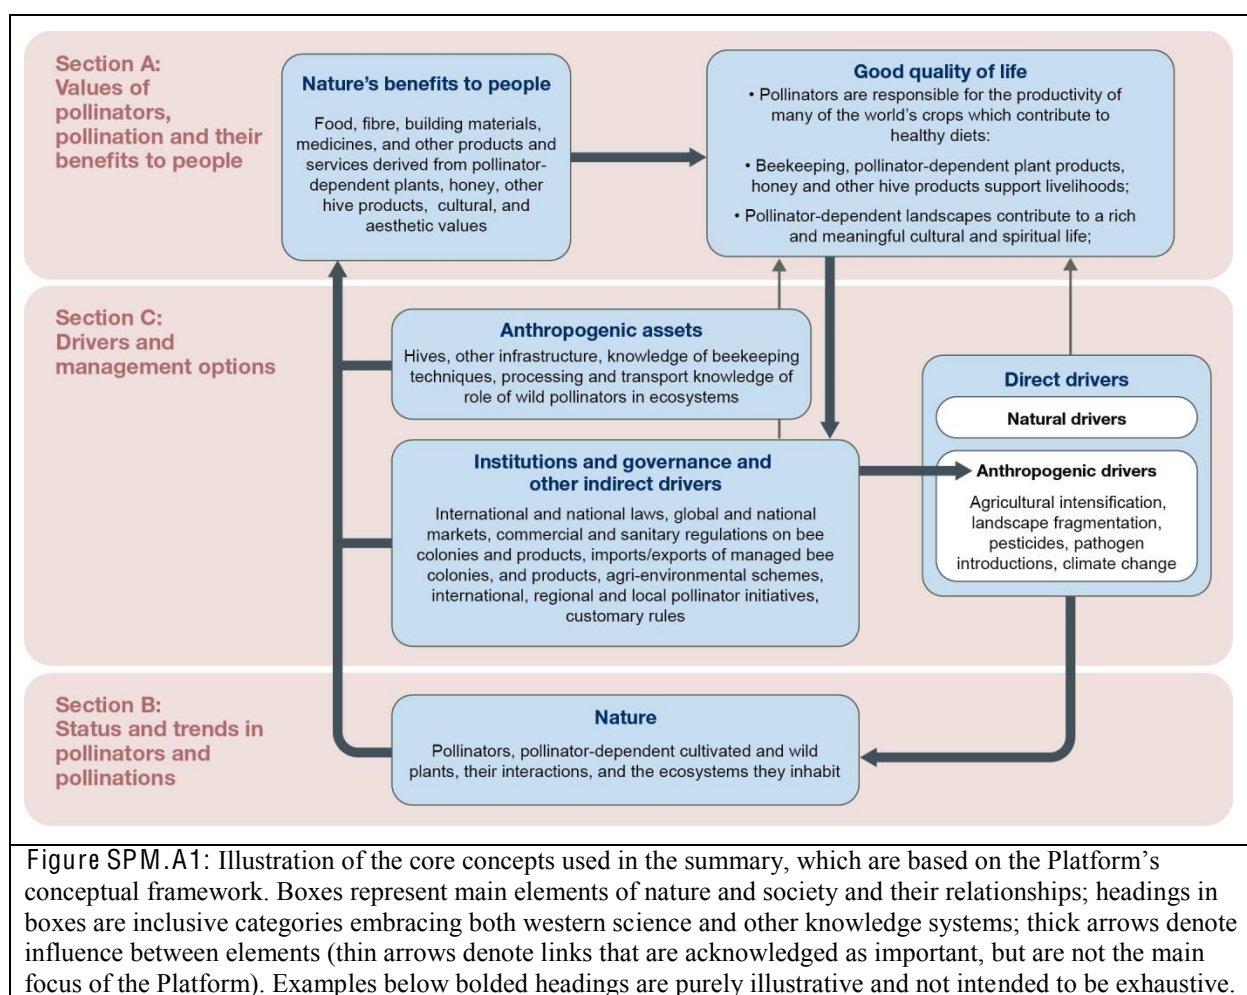 Section A:
Values of
pollinators,
pollination and their
benefits to people
Nature’s benefits to people
Food, fibre, building materials,
medicines, and other products and
services derived from pollinator-
dependent plants, honey, other
hive products, cultural, and
aesthetic values
Good quality of life
• Pollinators are responsible for the productivity of
many of the world’s crops which contribute to
healthy diets:
• Beekeeping, pollinator-dependent plant products,
honey and other hive products support livelihoods;
• Pollinator-dependent landscapes contribute to a rich
and meaningful cultural and spiritual life;
Section C:
Drivers and
management options
Anthropogenic assets
Hives, other infrastructure, knowledge of beekeeping
techniques, processing and transport knowledge of
role of wild pollinators in ecosystems
Institutions and governance and
other indirect drivers
International and national laws, global and national
markets, commercial and sanitary regulations on bee
colonies and products, imports/exports of managed bee
colonies, and products, agri-environmental schemes,
international, regional and local pollinator initiatives,
customary rules
Direct drivers
Natural drivers
Anthropogenic drivers
Agricultural intensification,
landscape fragmentation,
pesticides, pathogen
introductions, climate change
Section B:
Status and trends in
pollinators and
pollinations
Nature
Pollinators, pollinator-dependent cultivated and wild
plants, their interactions, and the ecosystems they inhabit
Figure SPM.A1: Illustration of the core concepts used in the summary, which are based on the Platform’s
conceptual framework. Boxes represent main elements of nature and society and their relationships; headings in
boxes are inclusive categories embracing both western science and other knowledge systems; thick arrows denote
influence between elements (thin arrows denote links that are acknowledged as important, but are not the main
focus of the Platform). Examples below bolded headings are purely illustrative and not intended to be exhaustive.